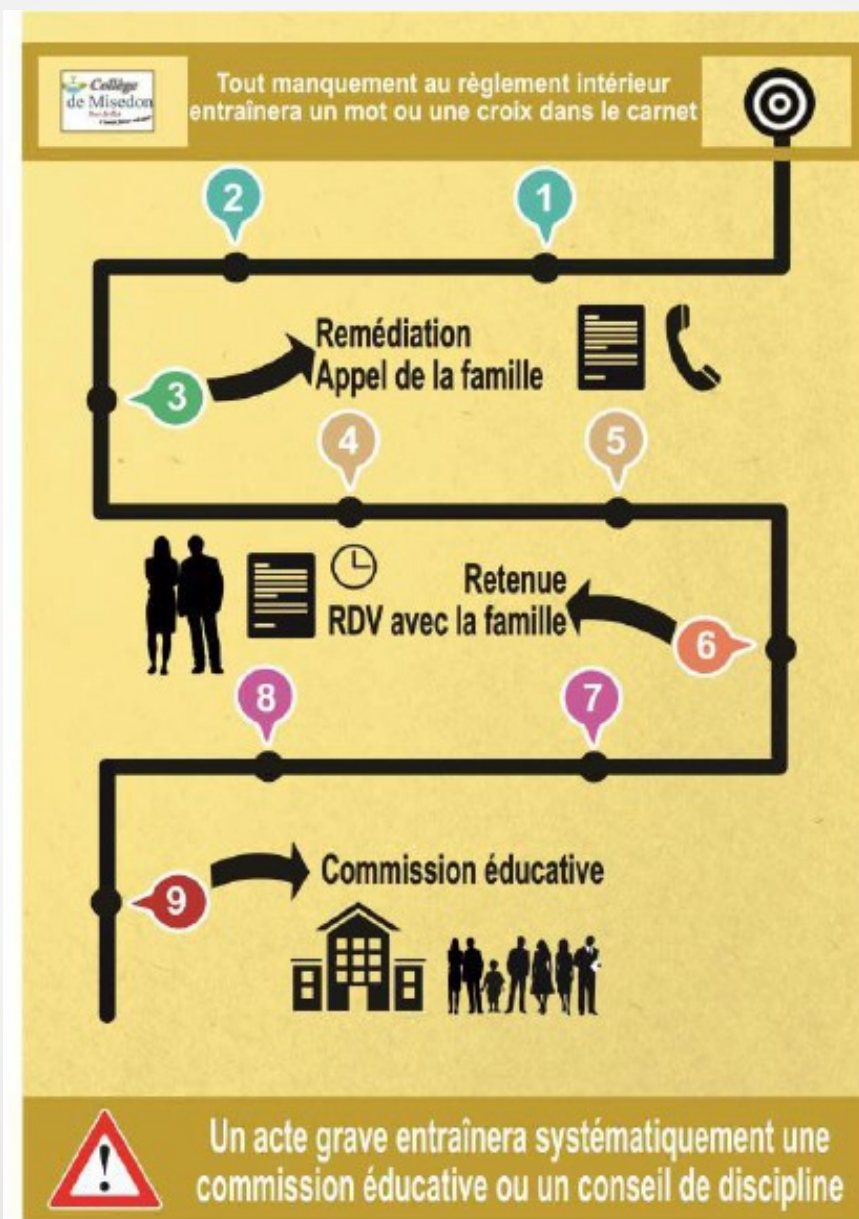 Collège
de Misedon
Tout manquement au règlement intérieur
entraînera un mot ou une croix dans le carnet
2
1
Remédiation
Appel de la famille
3
4
5
Retenue
RDV avec la famille
6
8
7
Commission éducative
9
Un acte grave entraînera systématiquement une
commission éducative ou un conseil de discipline